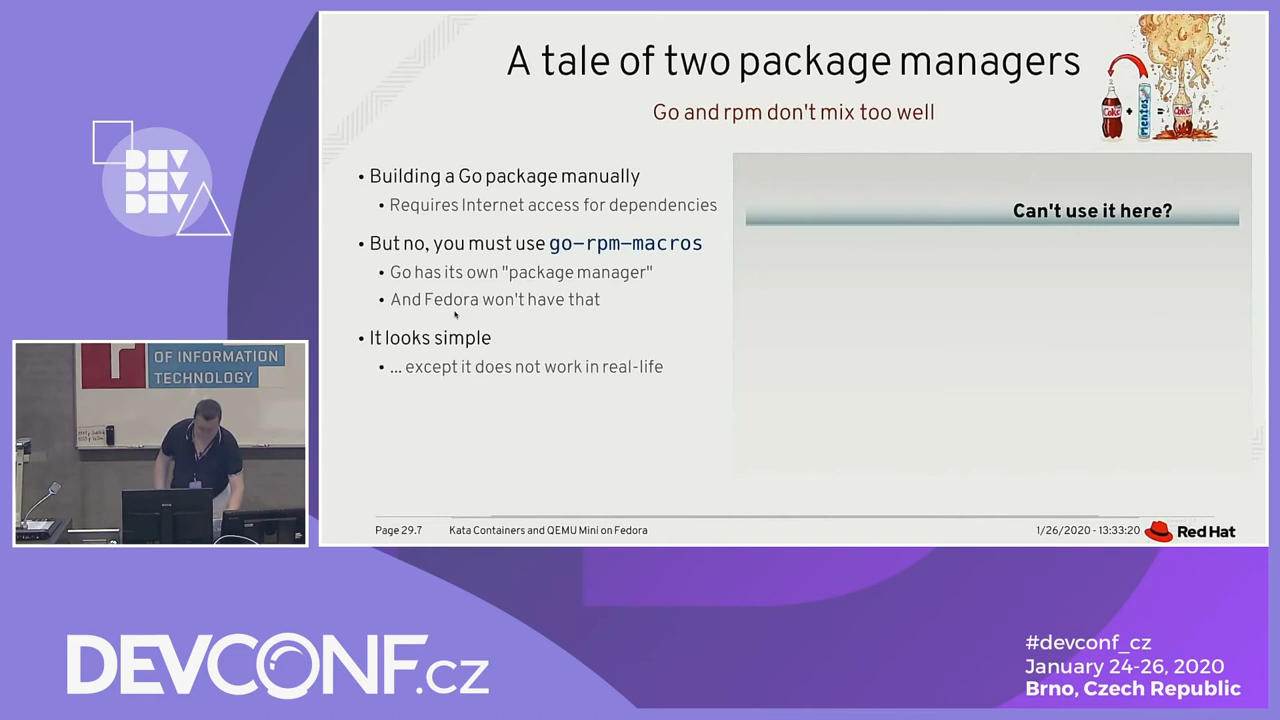 A tale of two package managers
Go and rpm don't mix too well
Coke
+
mentos
=
Coke
• Building a Go package manually
• Requires Internet access for dependencies
• But no, you must use go-rpm-macros
• Go has its own "package manager"
• And Fedora won't have that
• It looks simple
• ... except it does not work in real-life
Can't use it here?
Page 29.7
Kata Containers and QEMU Mini on Fedora
1/26/2020 - 13:33:20
Red Hat
DEV
DEV
DEV
OF INFORMATION
TECHNOLOGY
DEVCONF.cz
#devconf_cz
January 24-26, 2020
Brno, Czech Republic